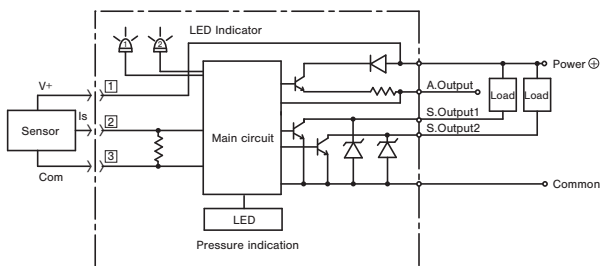 1
2
LED Indicator
Power ⊕
V+
1
A.Output
Load
Load
Is
S.Output1
Sensor
2
Main circuit
S.Output2
3
Com
Common
LED
Pressure indication